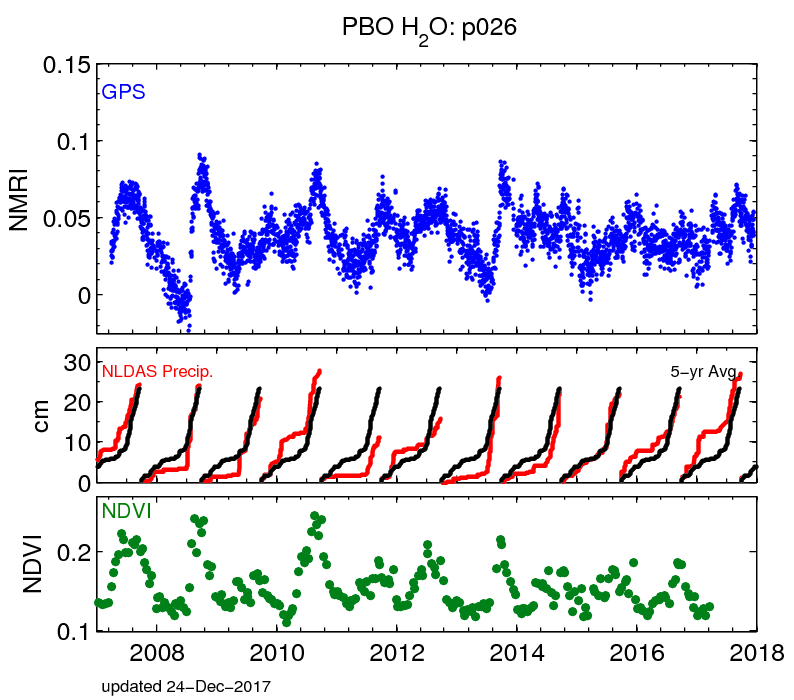 PBO H2O: p026
0.15
GPS
0.1
NMRI
0.05
0
30
NLDAS Precip.
5−yr Avg.
20
cm
10
0
NDVI
0.2
NDVI
0.1
2008 2010 2012 2014 2016 2018
updated 24−Dec−2017